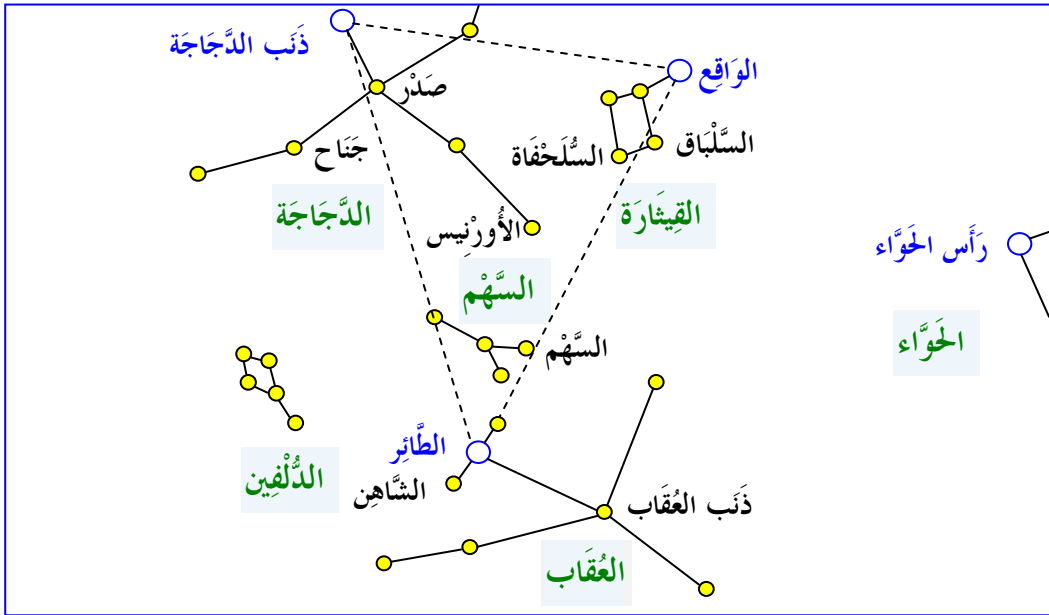 ذَنَب الدَّجَاجَة
الوَاقِع
صَدْر
جَنَاح
السُّلَحْفَاة
السَّلْبَاق
الدَّجَاجَة
القِيثَارَة
الأُورْنِيس
رَأَس الحَوَّاء
السَّهْم
الحَوَّاء
السَّهْم
الطَّائِر
الدُّلْفِين
الشَّاهِن
ذَنَب العُقَاب
العُقَاب